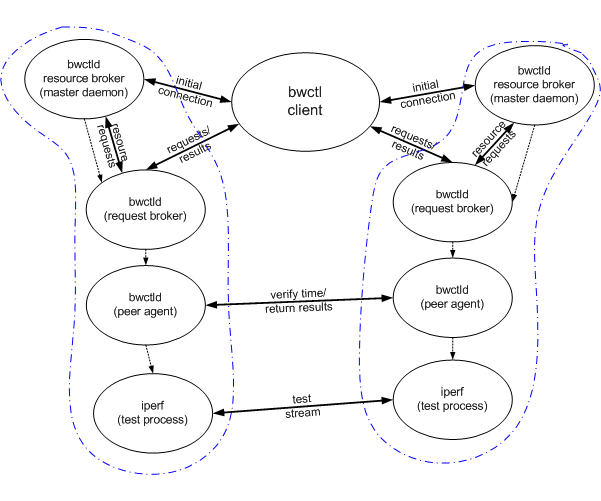 bwctld
resource broker
(master daemon)
initial
connection
bwctl
client
initial
connection
bwctld
resource broker
(master daemon)
resoure
requests
requests/
results
requests/
results
resource
requests
bwctld
(request broker)
bwctld
(request broker)
bwctld
(peer agent)
verify time/
return results
bwctld
(peer agent)
iperf
(test process)
test
stream
iperf
(test process)